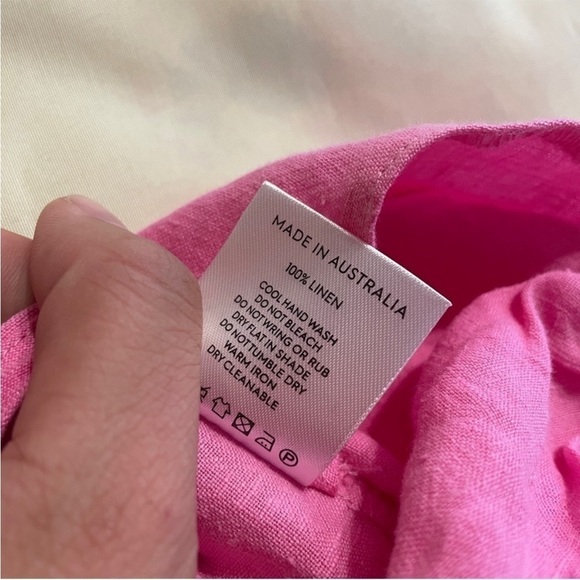 MADE IN AUSTRALIA
100% LINEN
COOL HAND WASH
DO NOT BLEACH
DO NOT WRING OR RUB
DRY FLAT IN SHADE
DO NOT TUMBLE DRY
WARM IRON
DRY CLEANABLE
P